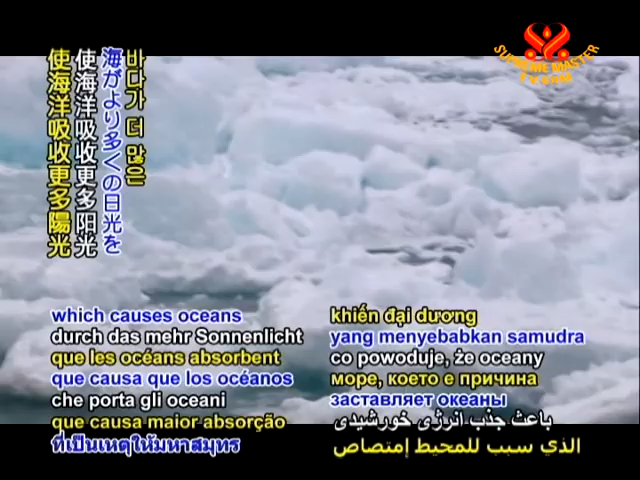 SUPREME MASTER
TV.COM
바다가 더 많은
海がより多くの日光を
使海洋吸收更多阳光
使海洋吸收更多陽光
which causes oceans
durch das mehr Sonnenlicht
que les océans absorbent
que causa que los océanos
che porta gli oceani
que causa maior absorção
ที่เป็นเหตุให้มหาสมุทร
khiến đại dương
yang menyebabkan samudra
co powoduje, że oceany
море, което е причина
заставляет океаны
باعث جذب انرژی خورشیدی
الذي سبب للمحيط إمتصاص